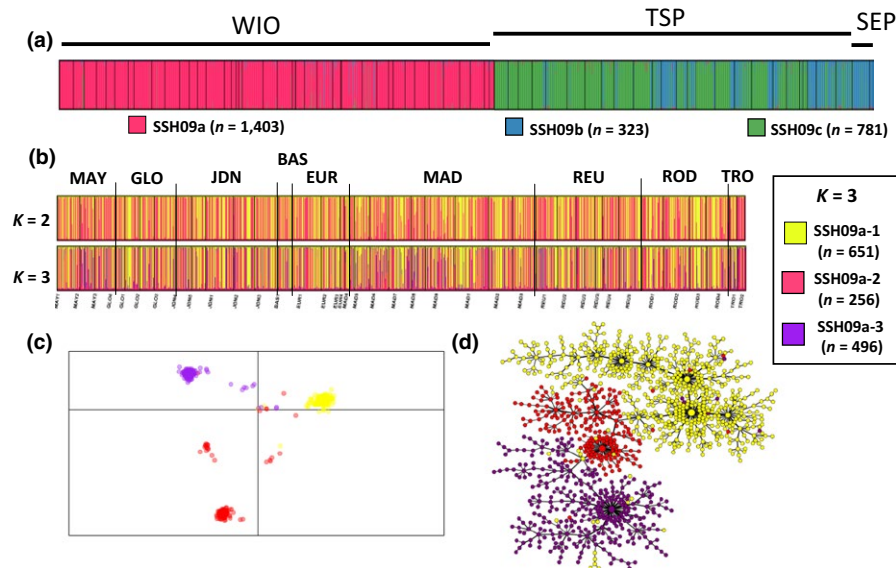 WIO
TSP
SEP
(a)
SSH09a (n = 1,403)
SSH09b (n = 323)
SSH09c (n = 781)
(b)
MAY GLO JDN BAS EUR MAD REU ROD TRO
K = 2
K = 3
K = 3
SSH09a-1
(n = 651)
SSH09a-2
(n = 256)
SSH09a-3
(n = 496)
(c)
(d)